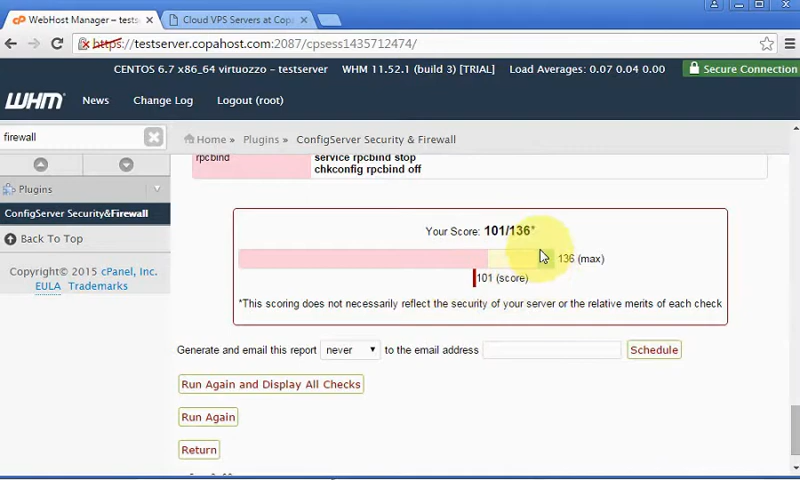 WebHost Manager - testse
Cloud VPS Servers at Copa
https://testserver.copahost.com:2087/cpsess1435712474/
CENTOS 6.7 x86_64 virtuozzo – testserver WHM 11.52.1 (build 3) [TRIAL] Load Averages: 0.07 0.04 0.00 Secure Connection
WHM News Change Log Logout (root)
firewall
Home » Plugins » ConfigServer Security & Firewall
Plugins
ConfigServer Security&Firewall
Back To Top
Copyright© 2015 cPanel, Inc.
EULA Trademarks
rpcbind
service rpcbind stop
chkconfig rpcbind off
Your Score: 101/136*
136 (max)
101 (score)
*This scoring does not necessarily reflect the security of your server or the relative merits of each check
Generate and email this report never to the email address Schedule
Run Again and Display All Checks
Run Again
Return